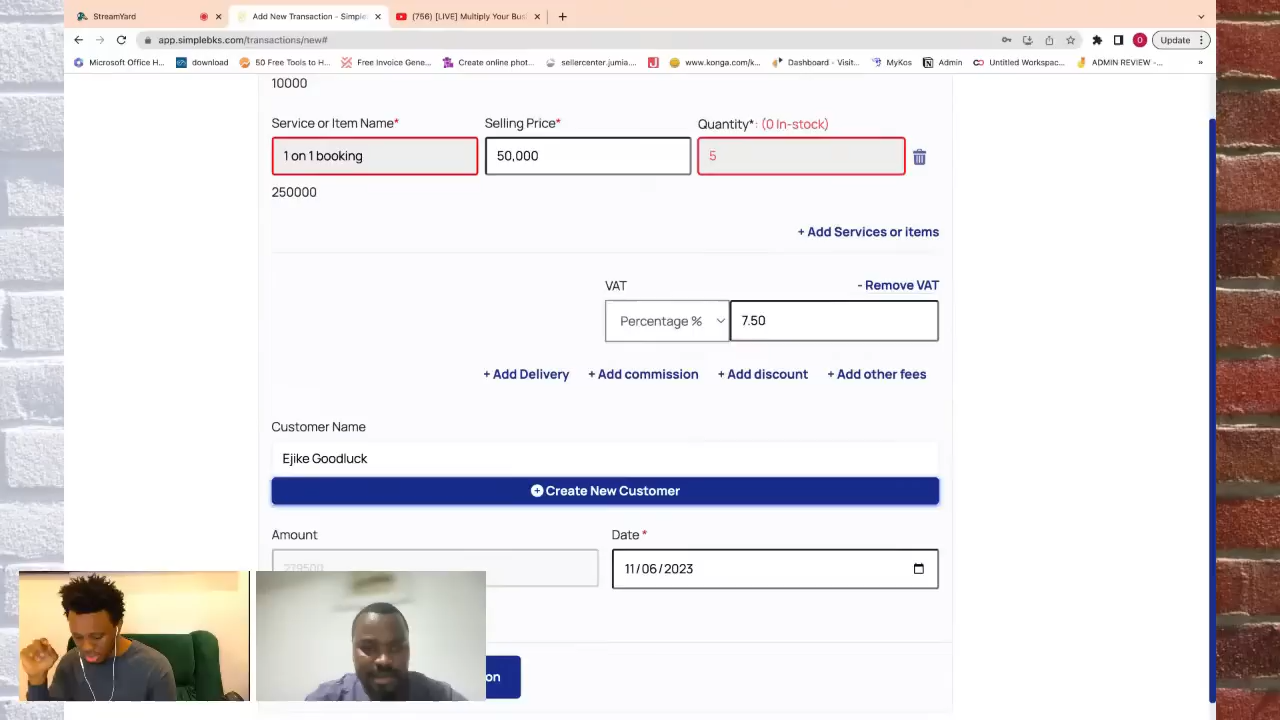 StreamYard
Add New Transaction - Simple
(756) [LIVE] Multiply Your Bus
app.simplebks.com/transactions/new#
O
Update
Microsoft Office H...
download
50 Free Tools to H...
Free Invoice Gene...
Create online phot...
sellercenter.jumia....
www.konga.com/k...
Dashboard - Visit...
MyKos
Admin
Untitled Workspac...
ADMIN REVIEW -...
»
10000
Service or Item Name*
Selling Price*
Quantity*: (0 In-stock)
1 on 1 booking
50,000
5
250000
+ Add Services or items
VAT
- Remove VAT
Percentage %
7.50
+ Add Delivery
+ Add commission
+ Add discount
+ Add other fees
Customer Name
Ejike Goodluck
Create New Customer
Amount
Date *
279500
11/06/2023
on